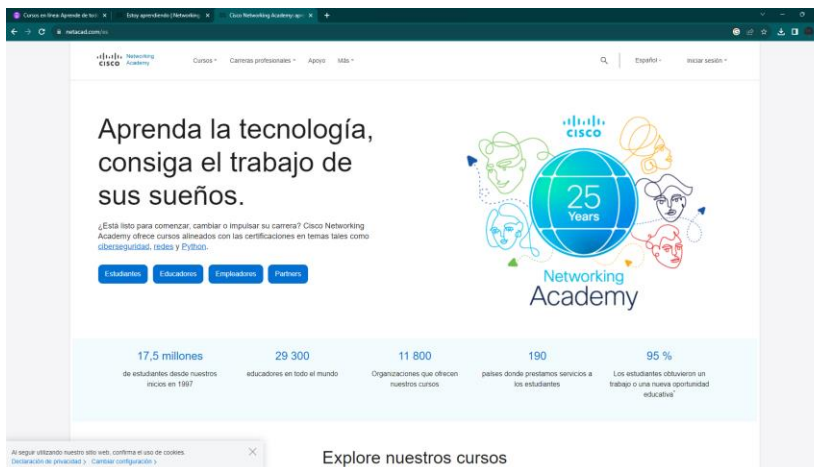 Cursos en línea: Aprende de tod
Estoy aprendiendo | Networking
Cisco Networking Academy: apr
netacad.com/es
CISCO
Networking
Academy
Cursos
Carreras profesionales
Apoyo
Más
Español
Iniciar sesión
Aprenda la tecnología,
consiga el trabajo de
sus sueños.
¿Está listo para comenzar, cambiar o impulsar su carrera? Cisco Networking
Academy ofrece cursos alineados con las certificaciones en temas tales como
ciberseguridad, redes y Python.
Estudiantes
Educadores
Empleadores
Partners
CISCO
25
Years
Networking
Academy
17,5 millones
de estudiantes desde nuestros
inicios en 1997
29 300
educadores en todo el mundo
11 800
Organizaciones que ofrecen
nuestros cursos
190
países donde prestamos servicios a
los estudiantes
95 %
Los estudiantes obtuvieron un
trabajo o una nueva oportunidad
educativa*
Al seguir utilizando nuestro sitio web, confirma el uso de cookies.
Declaración de privacidad > Cambiar configuración >
Explore nuestros cursos